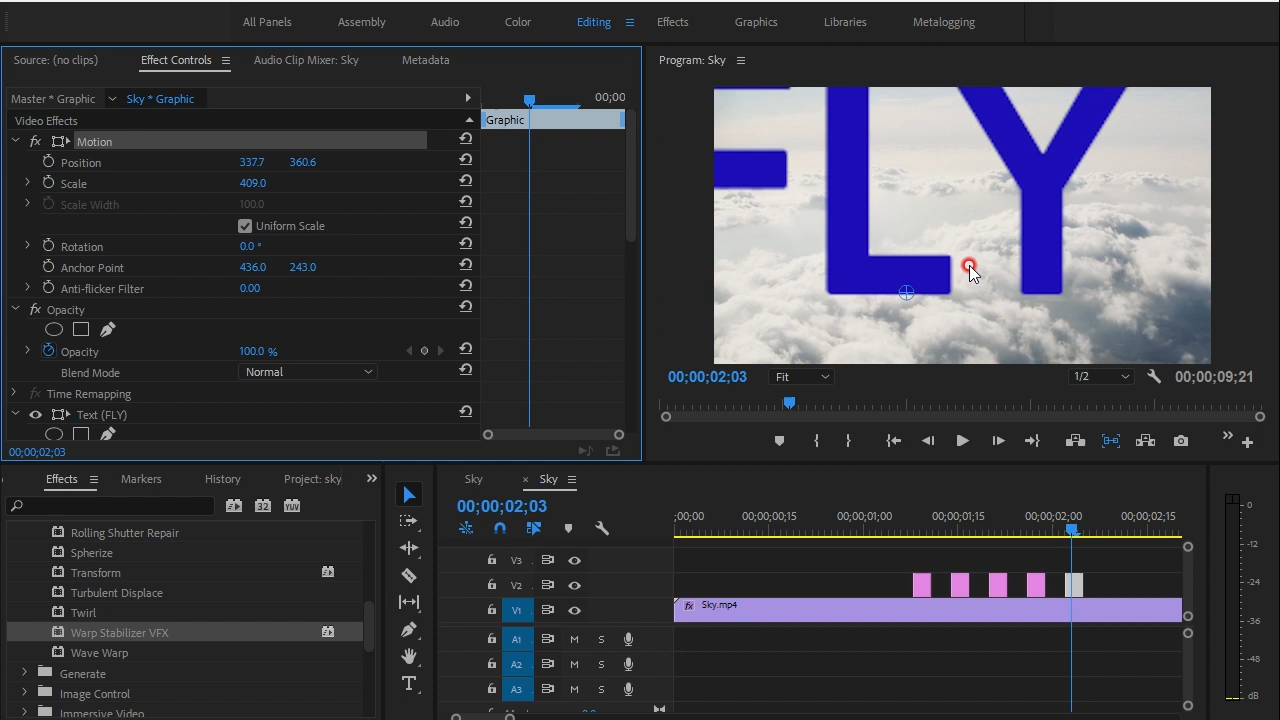 All Panels Assembly Audio Color Editing Effects Graphics Libraries Metalogging
Source: (no clips) Effect Controls Audio Clip Mixer: Sky Metadata
Master * Graphic Sky * Graphic 00;00
Video Effects Graphic
fx Motion
Position 337.7 360.6
Scale 409.0
Scale Width 100.0
Uniform Scale
Rotation 0.0 °
Anchor Point 436.0 243.0
Anti-flicker Filter 0.00
fx Opacity
Opacity 100.0 %
Blend Mode Normal
fx Time Remapping
Text (FLY)
00;00;02;03
Program: Sky
FLY
00;00;02;03 Fit 1/2 00;00;09;21
Effects Markers History Project: sky
32 YUV
Rolling Shutter Repair
Spherize
Transform
Turbulent Displace
Twirl
Warp Stabilizer VFX
Wave Warp
Generate
Image Control
Immersive Video
T
Sky × Sky
00;00;02;03
;00;00 00;00;00;15 00;00;01;00 00;00;01;15 00;00;02;00 00;00;02;15
V3
V2
V1 fx Sky.mp4
A1 M S
A2 M S
A3 M S
0.0
0
-12
-24
-36
-48
dB